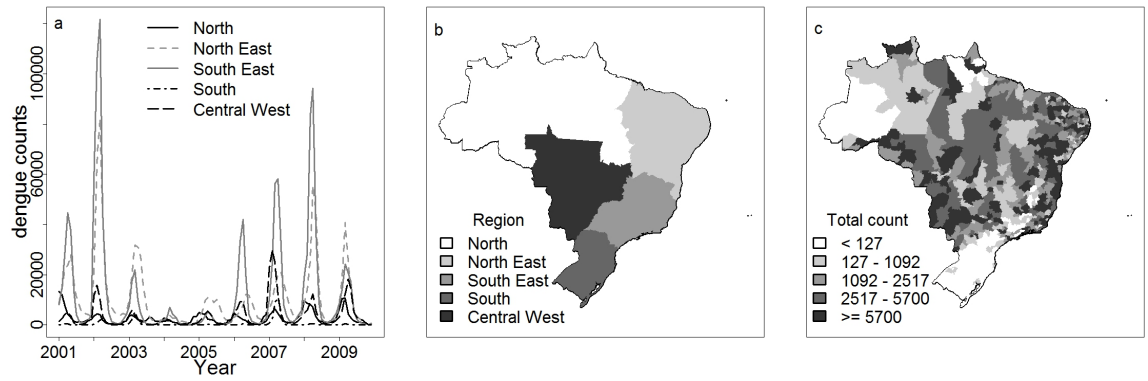 a
North
North East
South East
South
Central West
dengue counts
100000
60000
20000
0
2001 2003 2005 2007 2009
Year
b
Region
North
North East
South East
South
Central West
c
Total count
< 127
127 - 1092
1092 - 2517
2517 - 5700
>= 5700